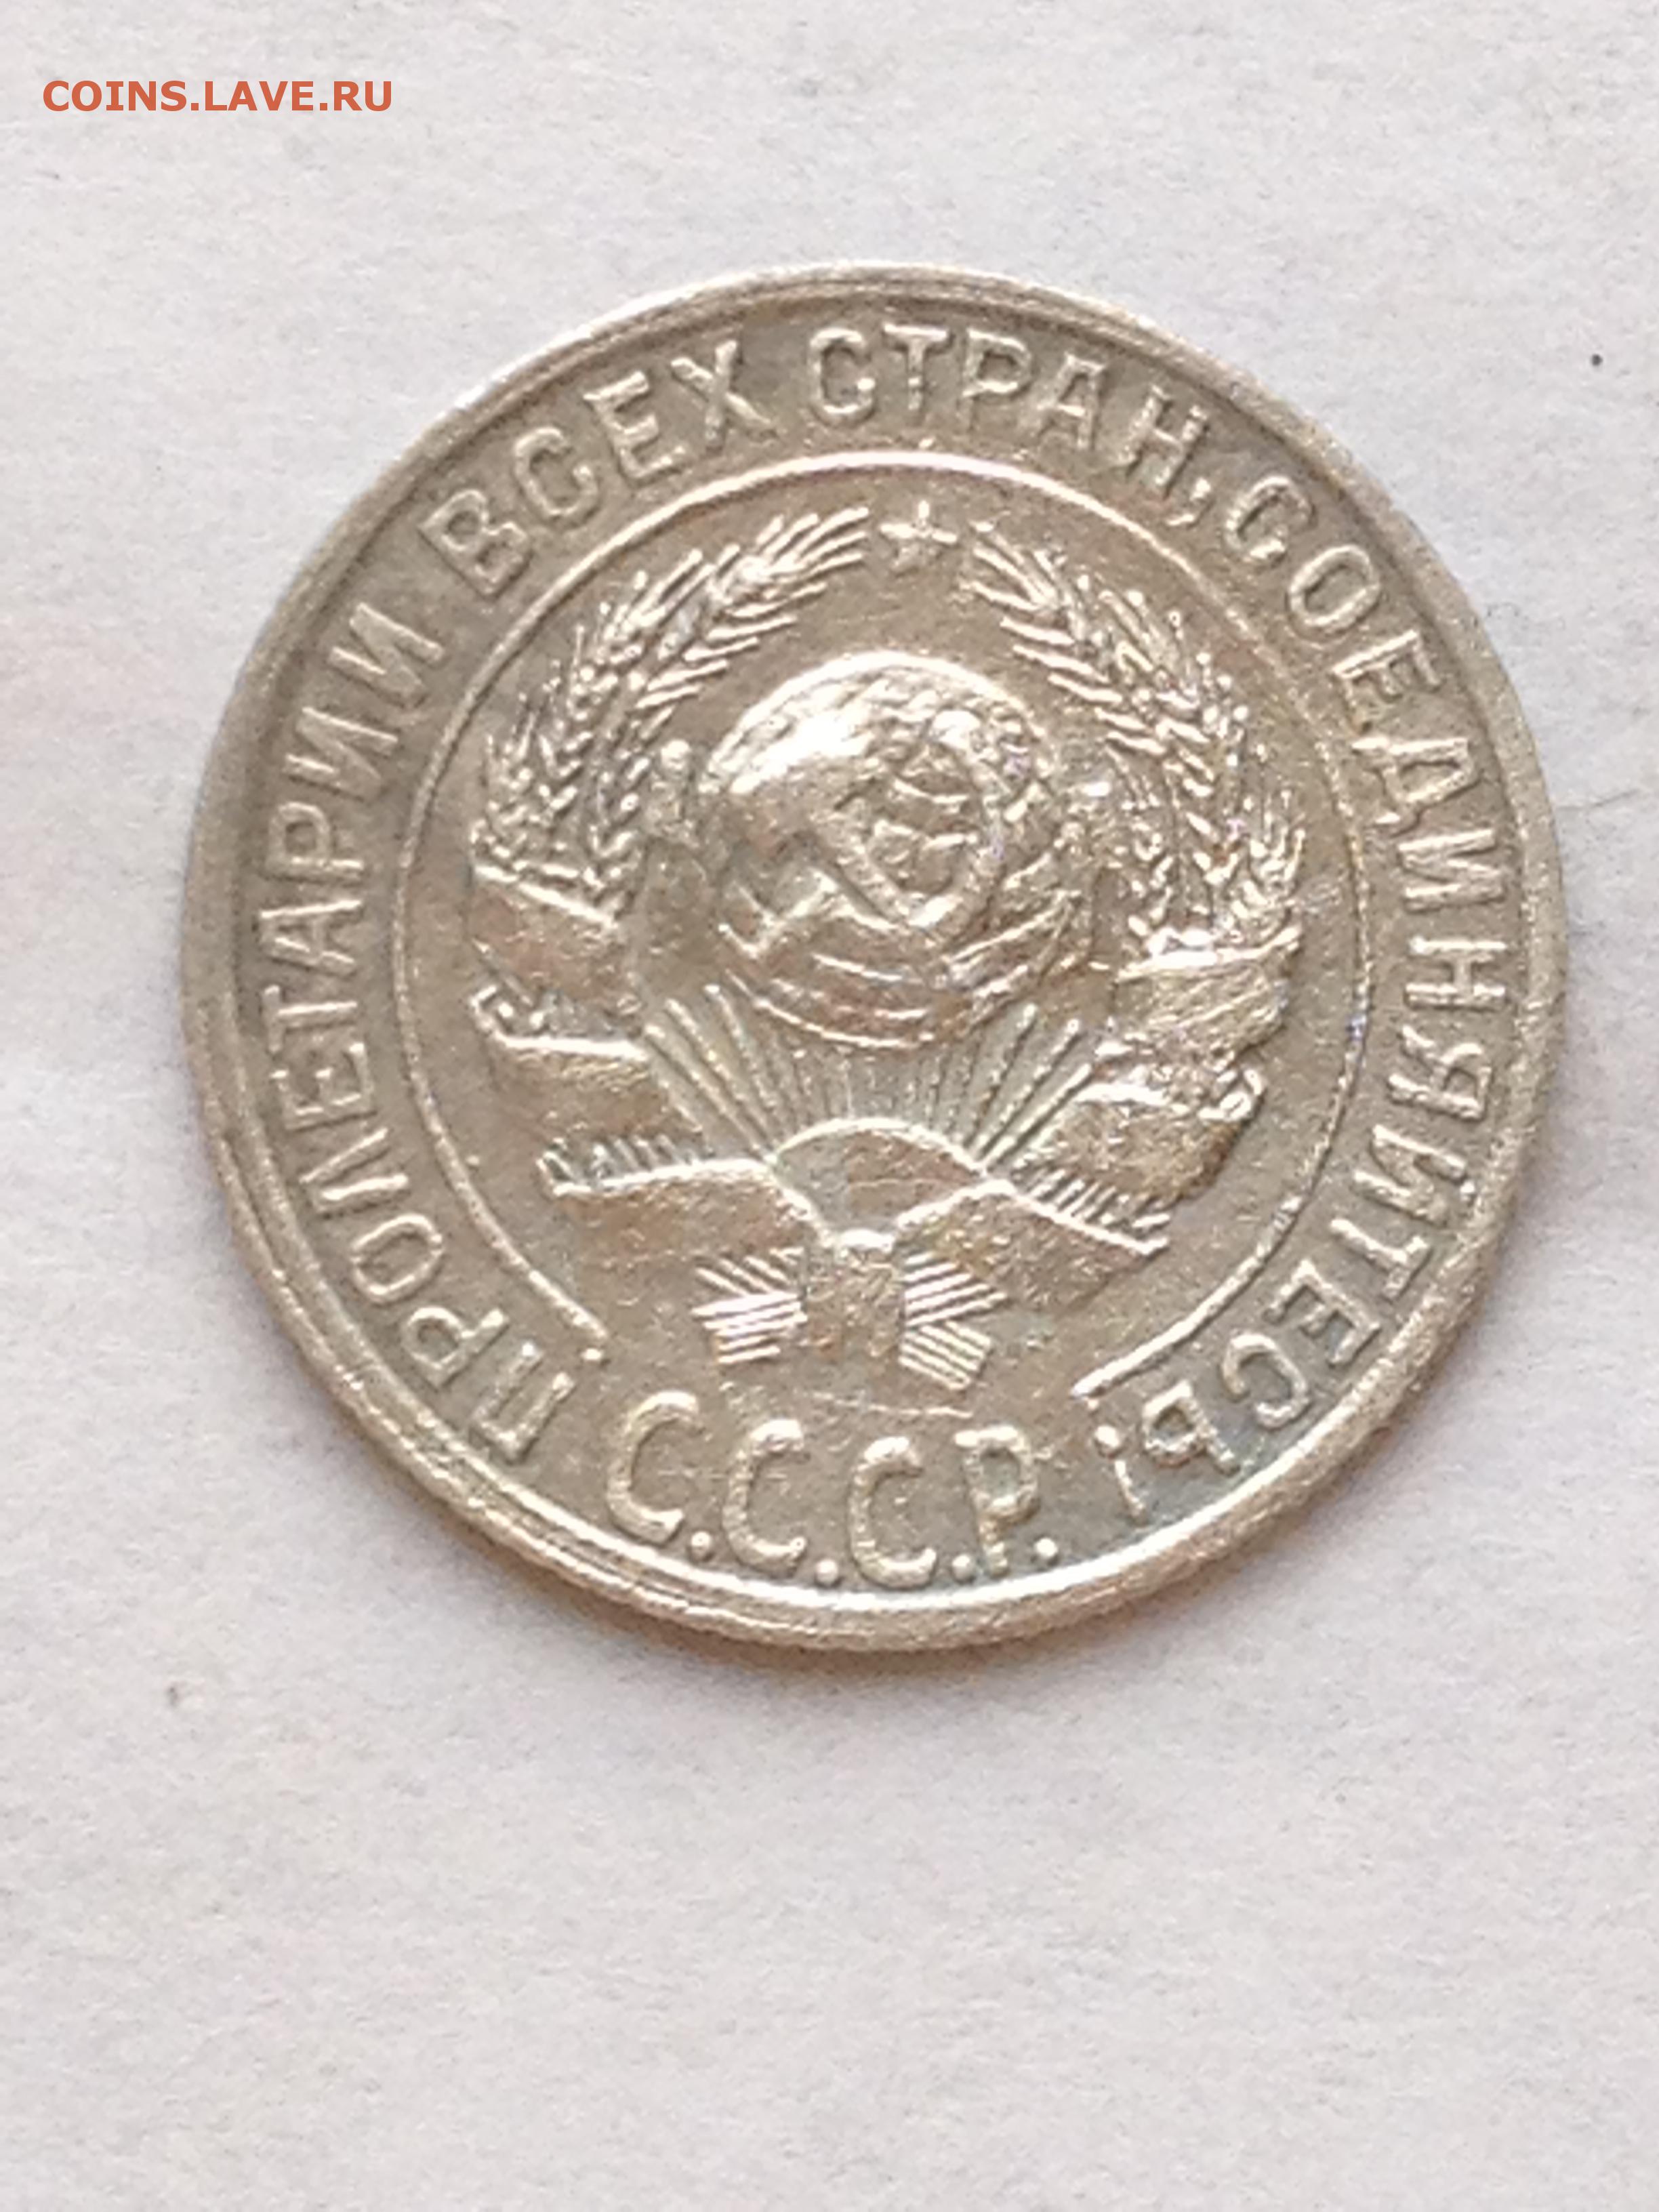 COINS.LAVE.RU
ПРОЛЕТАРИИ ВСЕХ СТРАН, СОЕДИНЯЙТЕСЬ!
С.С.С.Р.